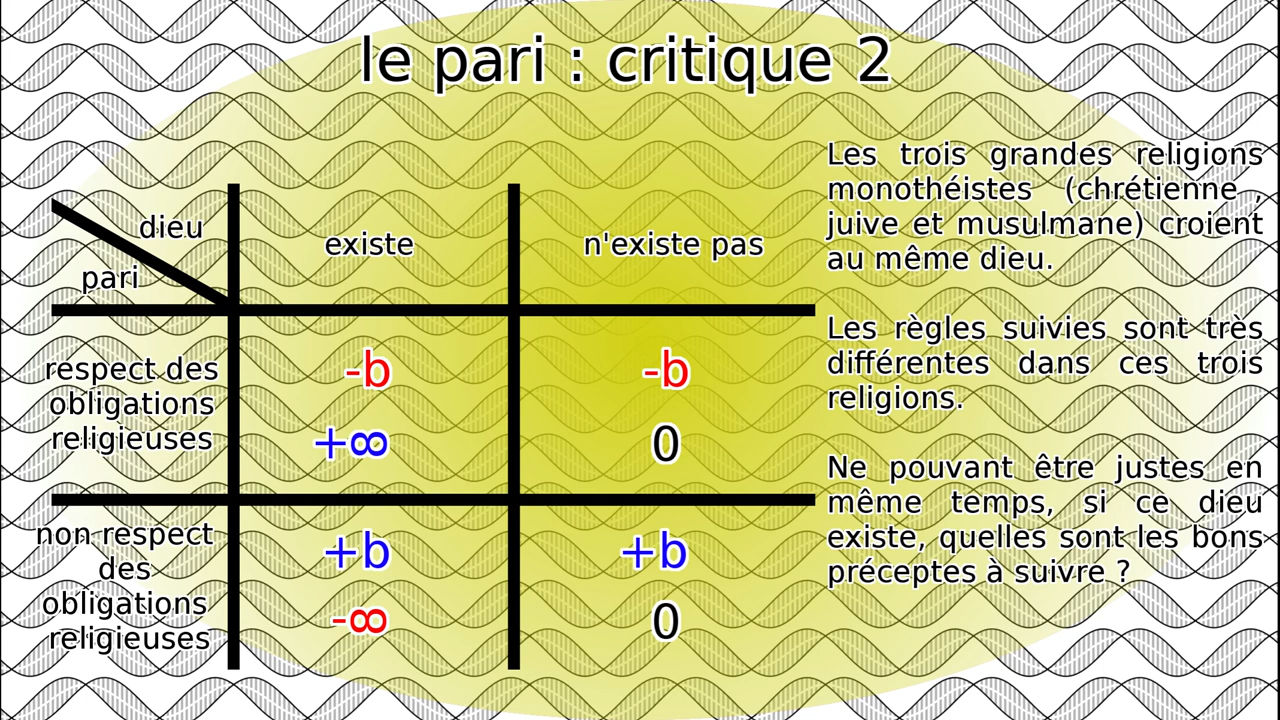 le pari : critique 2
dieu
pari
existe
n'existe pas
respect des
obligations
religieuses
-b
+∞
-b
0
non respect
des
obligations
religieuses
+b
-∞
+b
0
Les trois grandes religions
monothéistes (chrétienne ,
juive et musulmane) croient
au même dieu.
Les règles suivies sont très
différentes dans ces trois
religions.
Ne pouvant être justes en
même temps, si ce dieu
existe, quelles sont les bons
préceptes à suivre ?